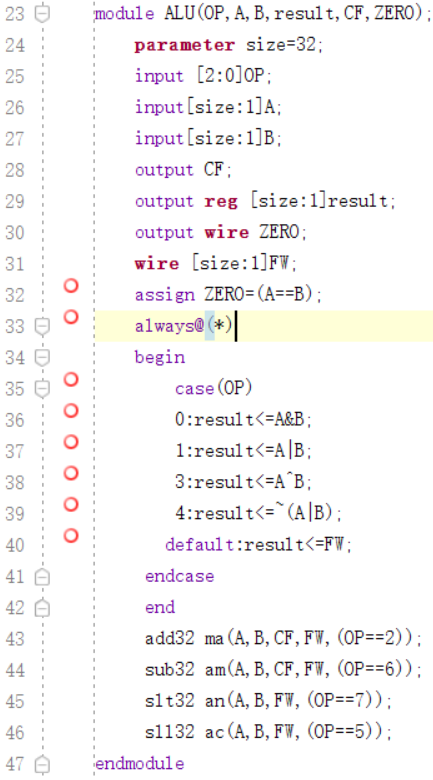 23 module ALU(OP,A,B,result,CF,ZERO);
24 parameter size=32;
25 input [2:0]OP;
26 input[size:1]A;
27 input[size:1]B;
28 output CF;
29 output reg [size:1]result;
30 output wire ZERO;
31 wire [size:1]FW;
32 assign ZERO=(A==B);
33 always@(*)
34 begin
35 case(OP)
36 0:result<=A&B;
37 1:result<=A|B;
38 3:result<=A^B;
39 4:result<=~(A|B);
40 default:result<=FW;
41 endcase
42 end
43 add32 ma(A,B,CF,FW,(OP==2));
44 sub32 am(A,B,CF,FW,(OP==6));
45 slt32 an(A,B,FW,(OP==7));
46 sll32 ac(A,B,FW,(OP==5));
47 endmodule